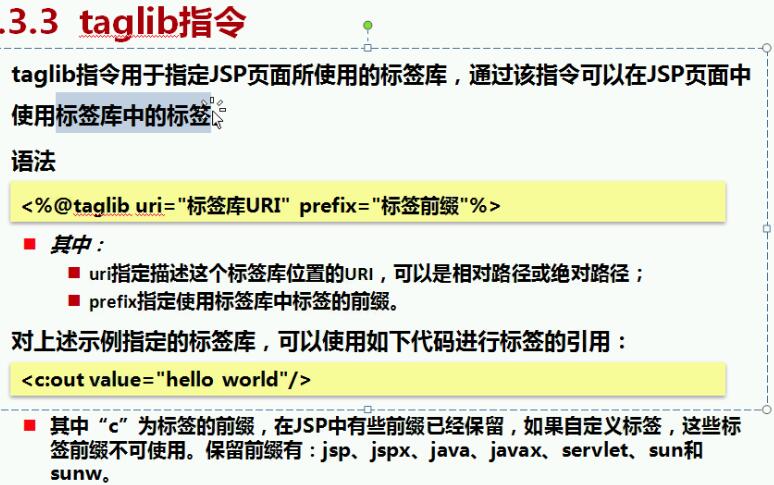 .3.3 taglib指令
taglib指令用于指定JSP页面所使用的标签库，通过该指令可以在JSP页面中
使用标签库中的标签
语法
<%@taglib uri="标签库URI" prefix="标签前缀"%>
其中：
uri指定描述这个标签库位置的URI，可以是相对路径或绝对路径；
prefix指定使用标签库中标签的前缀。
对上述示例指定的标签库，可以使用如下代码进行标签的引用：
<c:out value="hello world"/>
其中“c”为标签的前缀，在JSP中有些前缀已经保留，如果自定义标签，这些标
签前缀不可使用。保留前缀有：jsp、jspx、java、javax、servlet、sun和
sunw。